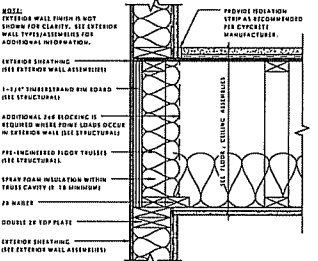 NOTE:
EXTERIOR WALL FINISH IS NOT
SHOWN FOR CLARITY. SEE EXTERIOR
WALL TYPES/ASSEMBLIES FOR
ADDITIONAL INFORMATION.
PROVIDE ISOLATION
STRIP AS RECOMMENDED
PER GYPCRETE
MANUFACTURER.
EXTERIOR SHEATHING
(SEE EXTERIOR WALL ASSEMBLIES)
1-3/4" TIMBERSTRAND RIM BOARD
(SEE STRUCTURAL)
ADDITIONAL 2x6 BLOCKING IS
REQUIRED WHERE POINT LOADS OCCUR
IN EXTERIOR WALL (SEE STRUCTURAL)
PRE-ENGINEERED FLOOR TRUSSES
(SEE STRUCTURAL).
SPRAY FOAM INSULATION WITHIN
TRUSS CAVITY (R-10 MINIMUM)
2X NAILER
DOUBLE 2X TOP PLATE
EXTERIOR SHEATHING
(SEE EXTERIOR WALL ASSEMBLIES)
SEE FLOOR / CEILING ASSEMBLIES